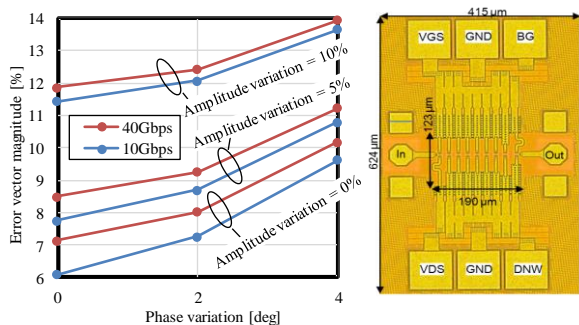 14
13
12
11
10
9
8
7
6
Error vector magnitude [%]
0
2
4
Phase variation [deg]
40Gbps
10Gbps
Amplitude variation = 10%
Amplitude variation = 5%
Amplitude variation = 0%
415 µm
624 µm
VGS
GND
BG
123 µm
In
Out
190 µm
VDS
GND
DNW